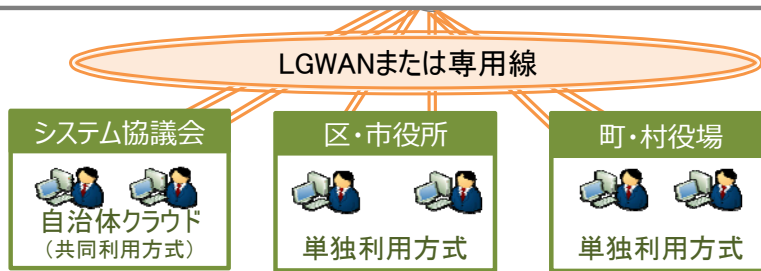 LGWANまたは専用線
システム協議会
区・市役所
町・村役場
自治体クラウド
（共同利用方式）
単独利用方式
単独利用方式